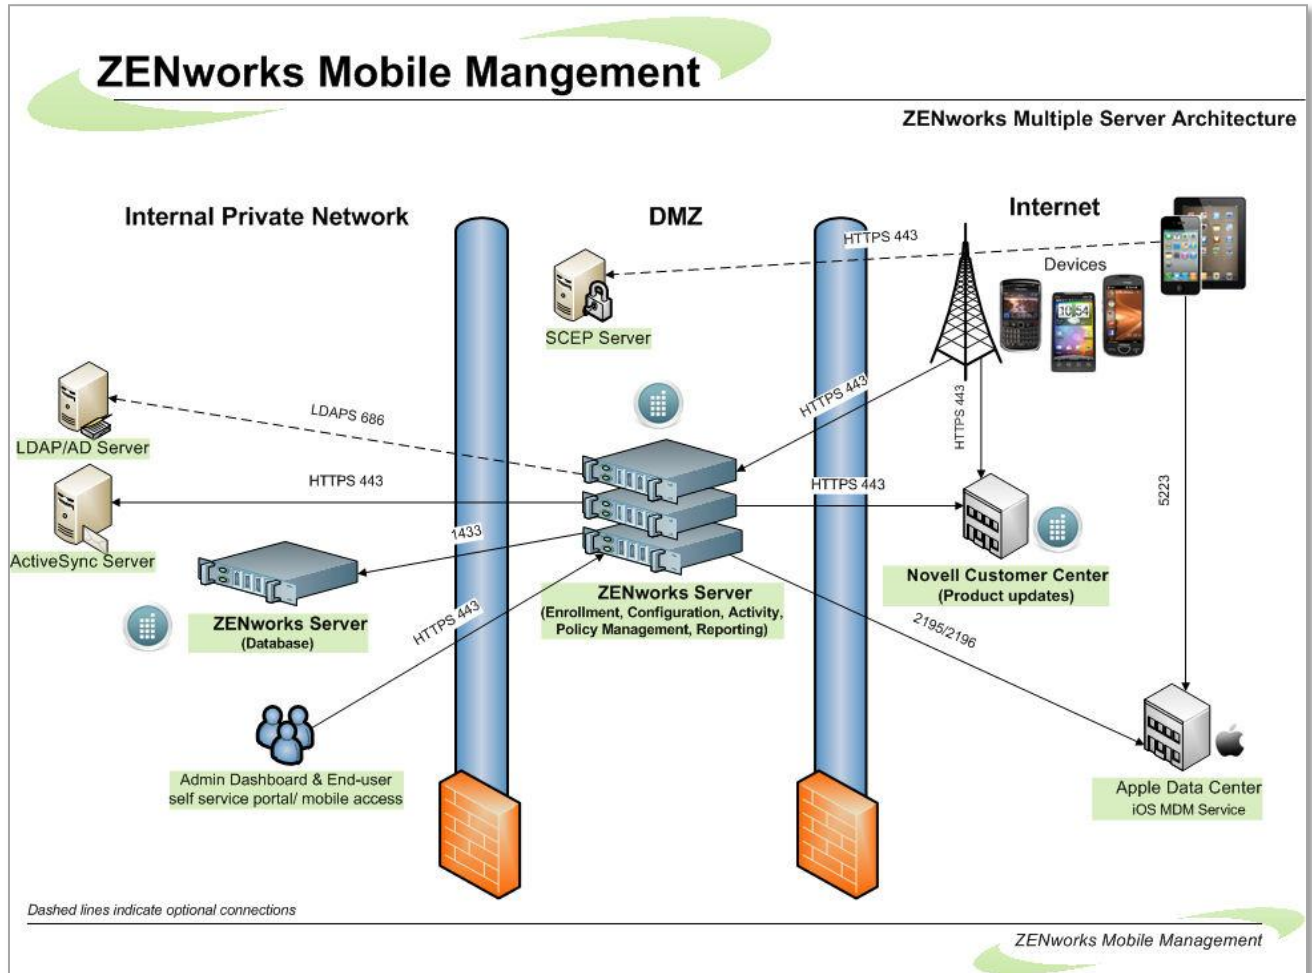 ZENworks Mobile Mangement
ZENworks Multiple Server Architecture
Internal Private Network
DMZ
Internet
HTTPS 443
Devices
10:54
SCEP Server
HTTPS 443
HTTPS 443
LDAPS 686
LDAP/AD Server
HTTPS 443
HTTPS 443
5223
1433
ActiveSync Server
ZENworks Server
(Database)
HTTPS 443
ZENworks Server
(Enrollment, Configuration, Activity,
Policy Management, Reporting)
Novell Customer Center
(Product updates)
2195/2196
Admin Dashboard & End-user
self service portal/ mobile access
Apple Data Center
iOS MDM Service
Dashed lines indicate optional connections
ZENworks Mobile Management